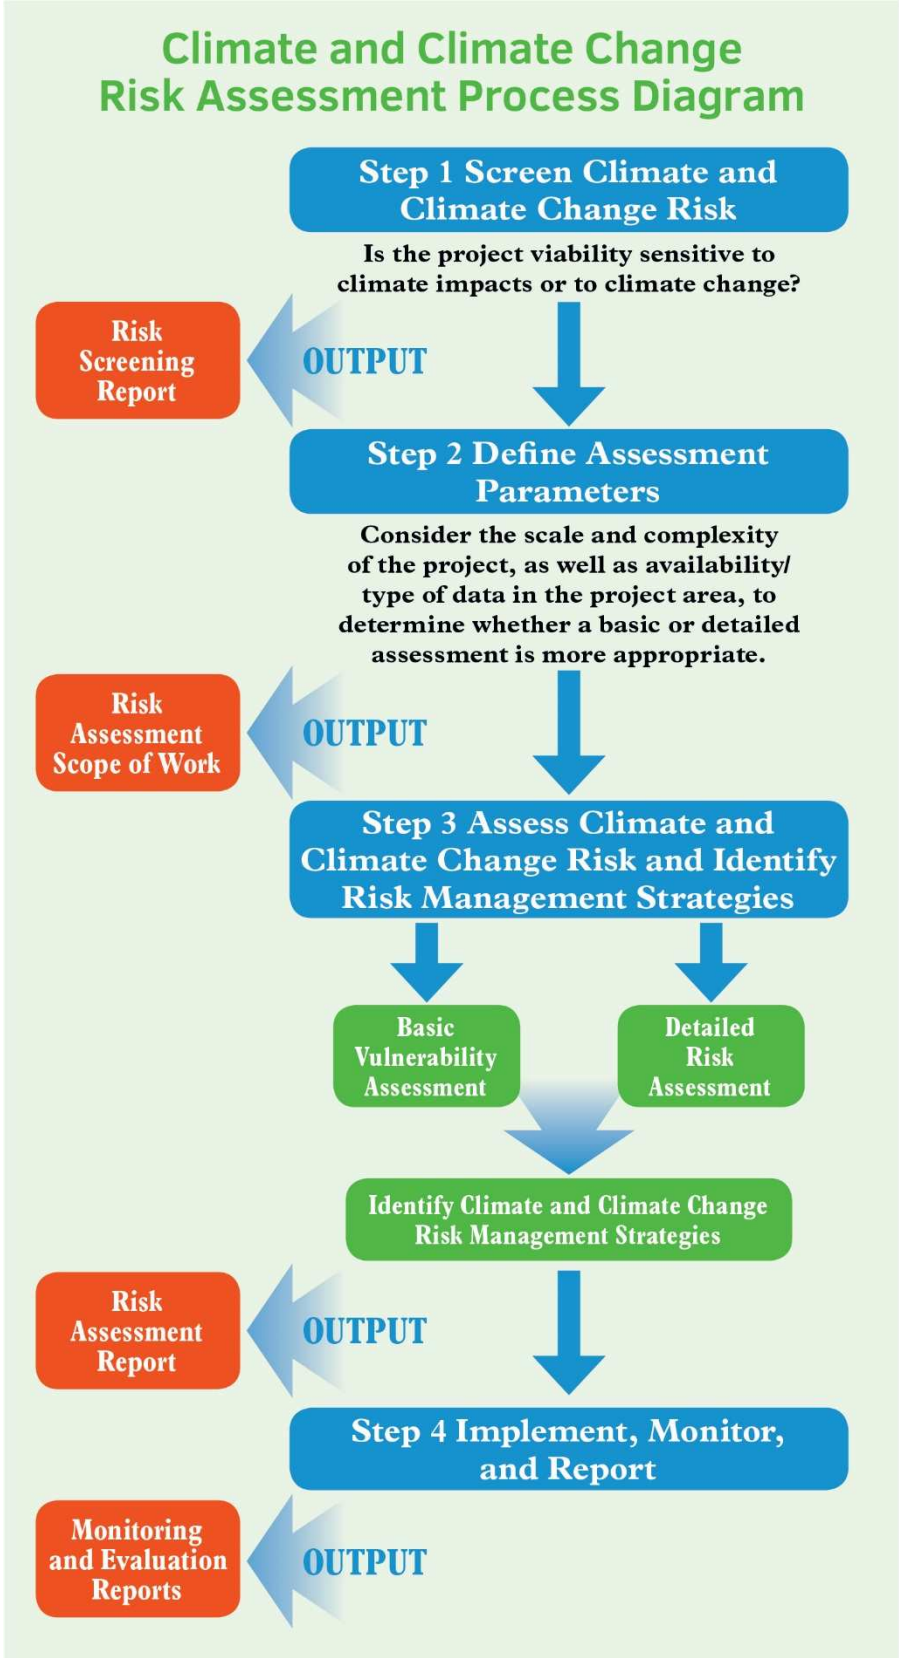 Climate and Climate Change
Risk Assessment Process Diagram
Step 1 Screen Climate and
Climate Change Risk
Is the project viability sensitive to
climate impacts or to climate change?
Risk
Screening
Report
OUTPUT
Step 2 Define Assessment
Parameters
Consider the scale and complexity
of the project, as well as availability/
type of data in the project area, to
determine whether a basic or detailed
assessment is more appropriate.
Risk
Assessment
Scope of Work
OUTPUT
Step 3 Assess Climate and
Climate Change Risk and Identify
Risk Management Strategies
Basic
Vulnerability
Assessment
Detailed
Risk
Assessment
Identify Climate and Climate Change
Risk Management Strategies
Risk
Assessment
Report
OUTPUT
Step 4 Implement, Monitor,
and Report
Monitoring
and Evaluation
Reports
OUTPUT